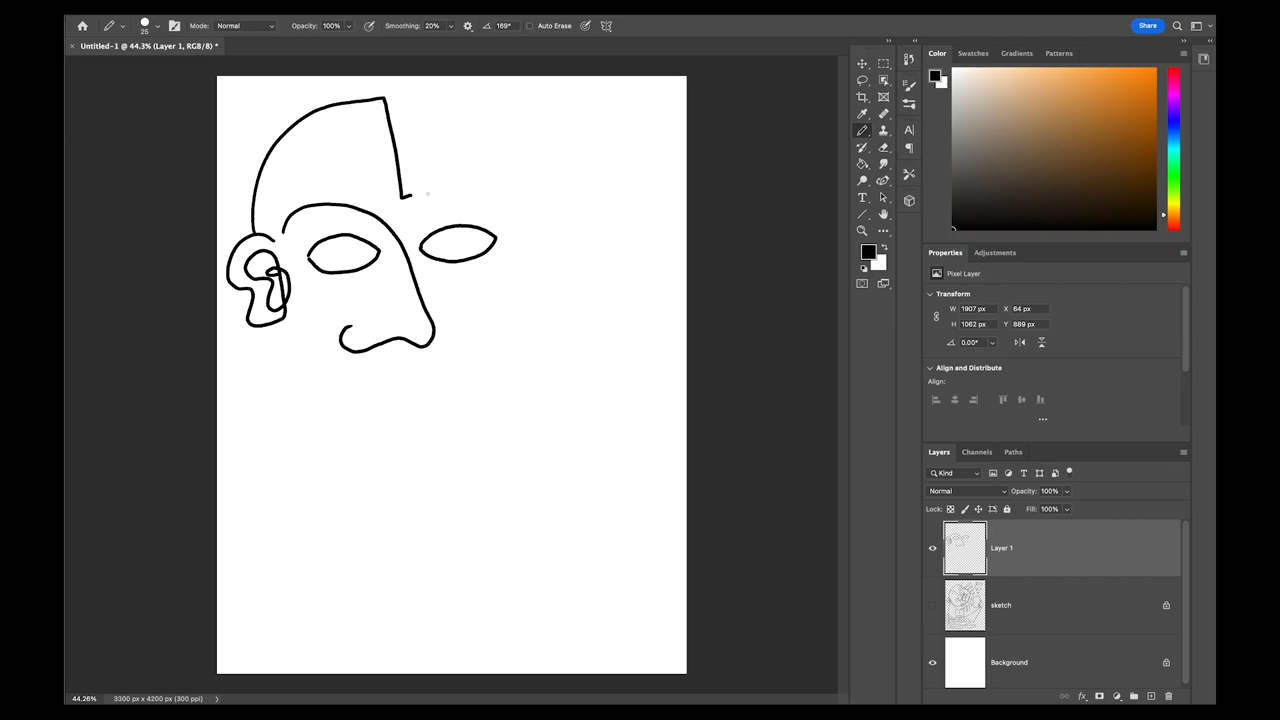 25 Mode: Normal Opacity: 100% Smoothing: 20% 169° Auto Erase Share
× Untitled-1 @ 44.3% (Layer 1, RGB/8) *
Color Swatches Gradients Patterns
Properties Adjustments
Pixel Layer
Transform
W 1907 px X 64 px
H 1062 px Y 889 px
0.00°
Align and Distribute
Align:
Layers Channels Paths
Kind
Normal Opacity: 100%
Lock: Fill: 100%
Layer 1
sketch
Background
44.26% 3300 px x 4200 px (300 ppi)